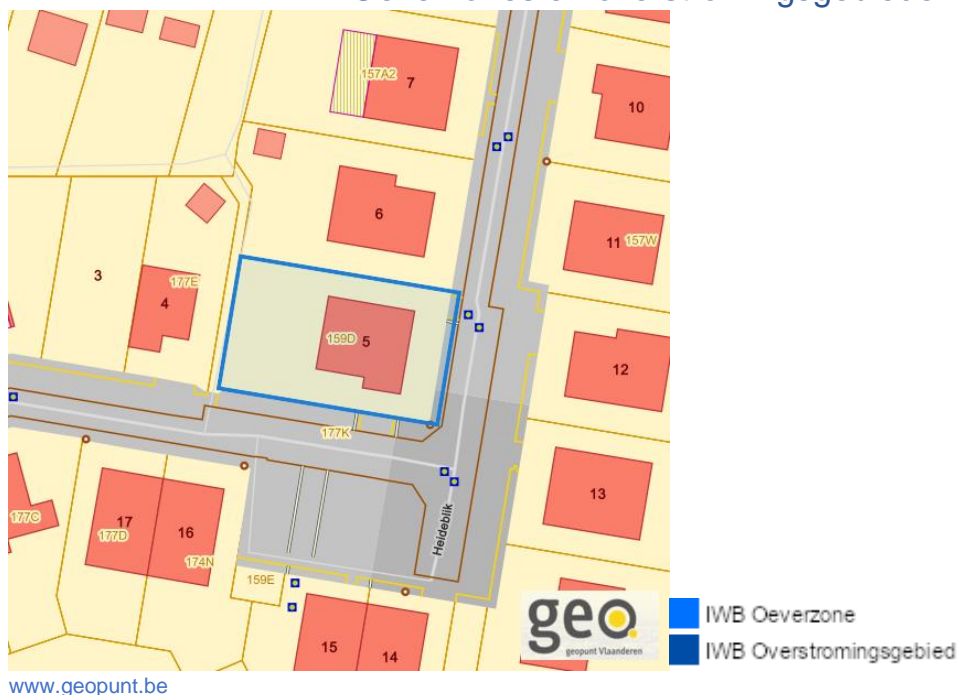 157A2
7
10
6
11 157W
3
177E
4
159D 5
12
177K
13
177C
17
177D
16
174N
Heideblik
159E
15
14
geo
geopunt Vlaanderen
IWB Oeverzone
IWB Overstromingsgebied
www.geopunt.be